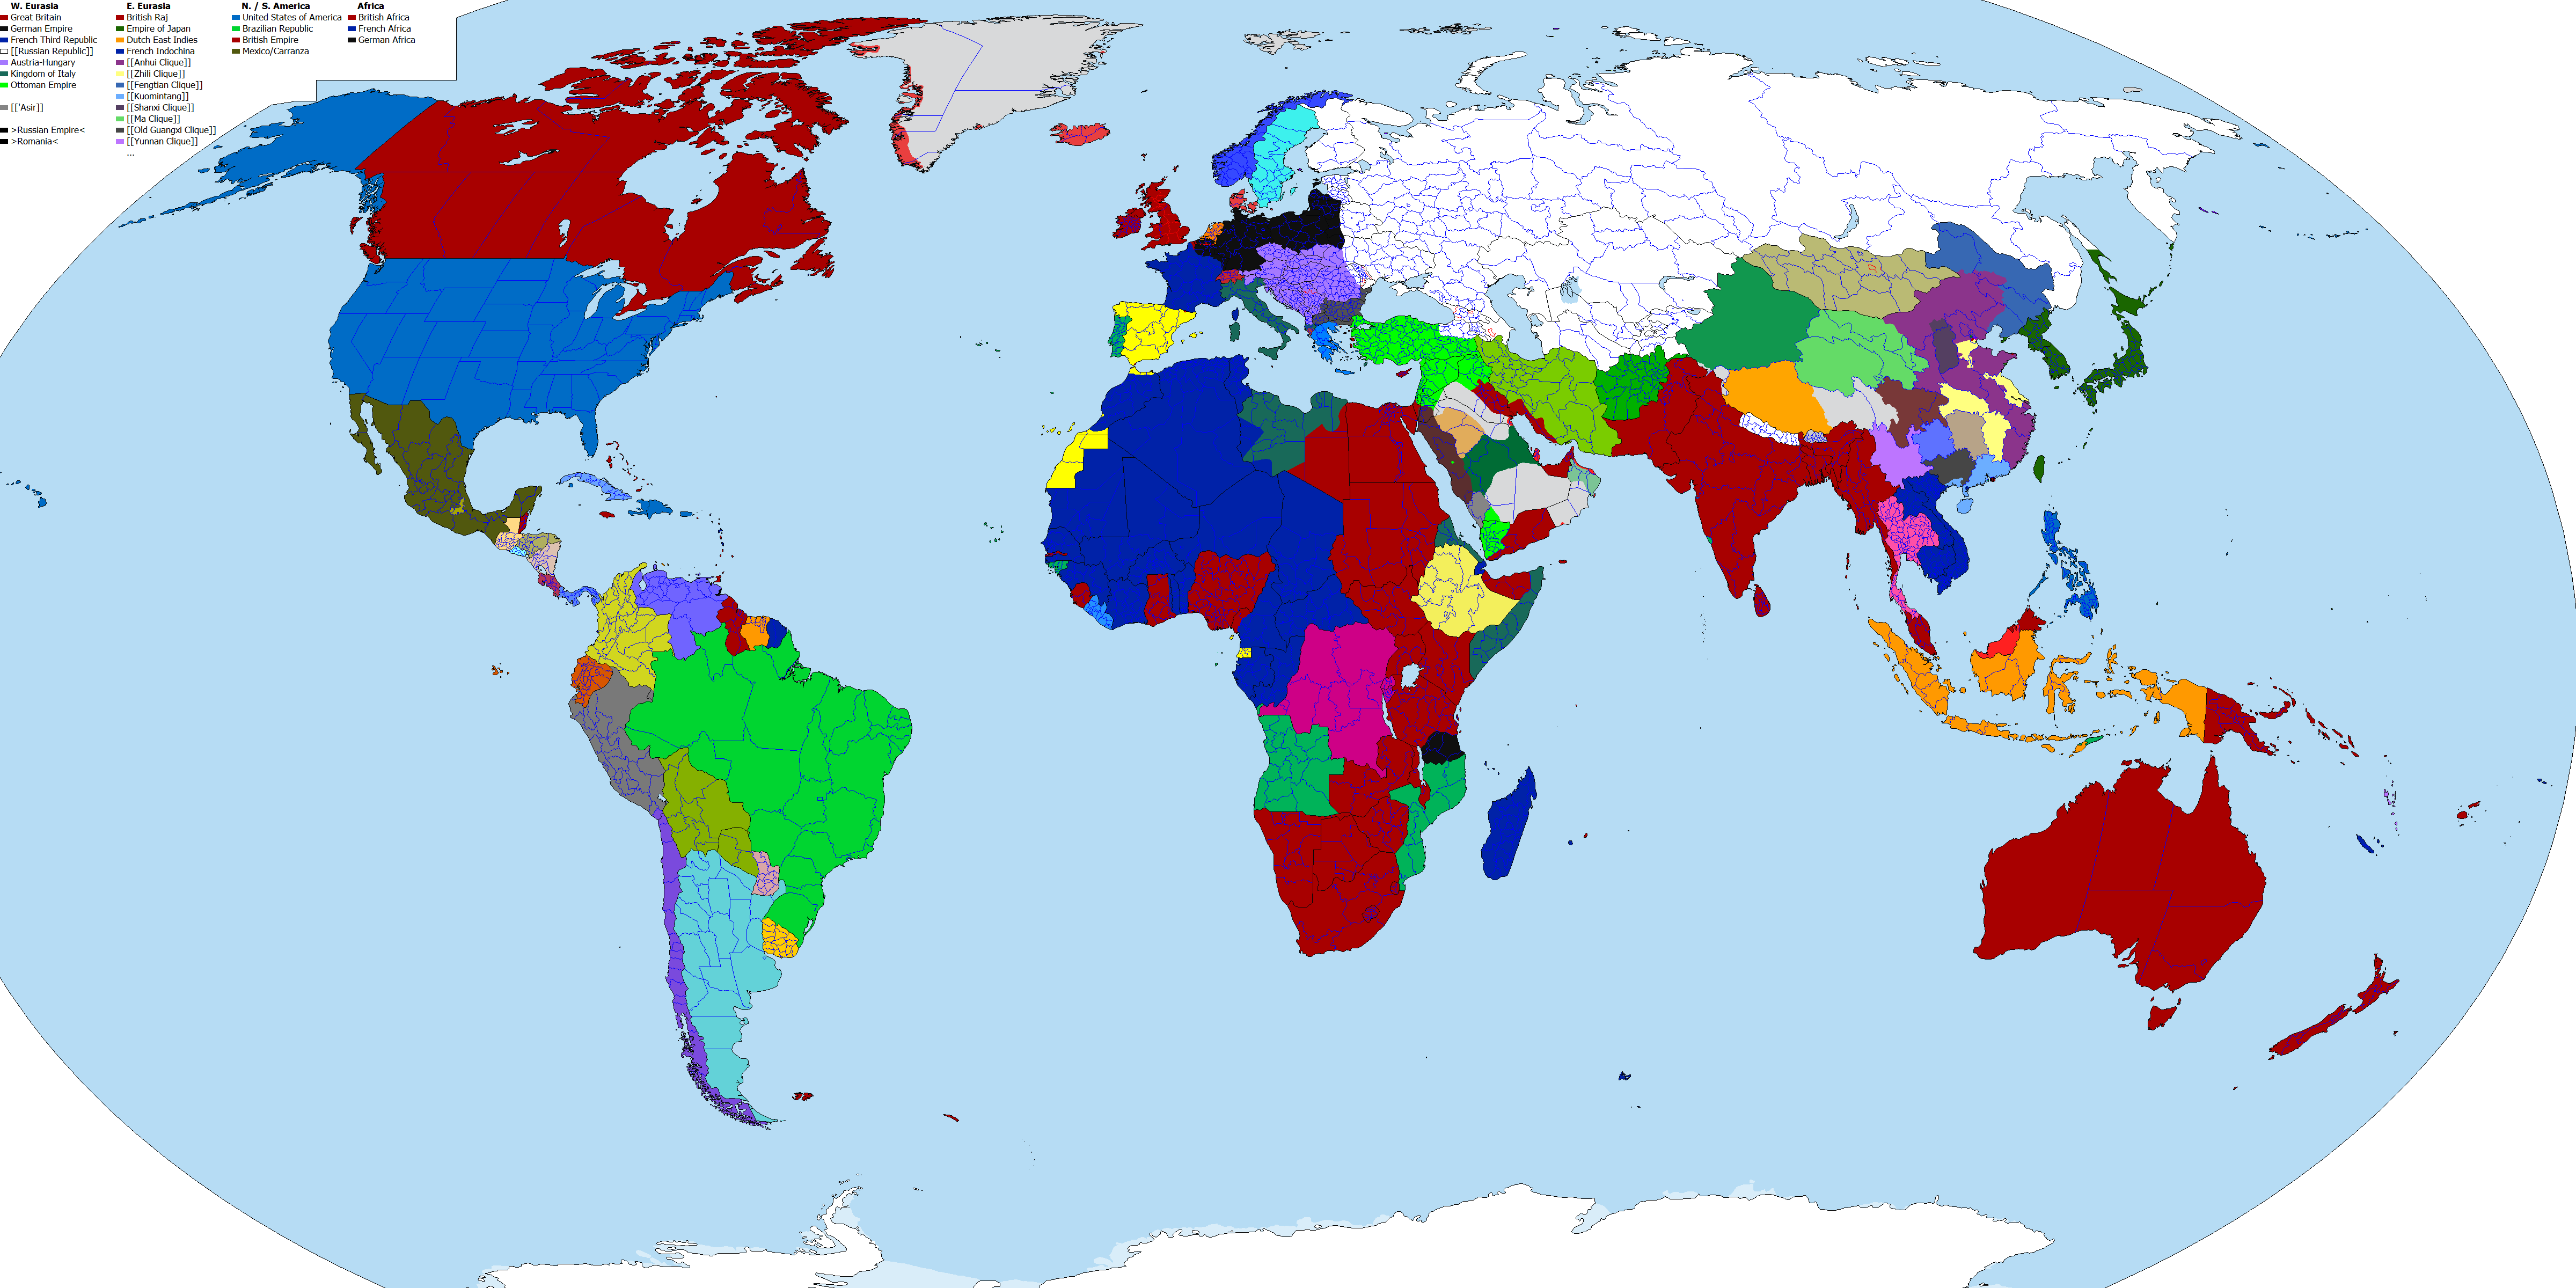 W. Eurasia
Great Britain
German Empire
French Third Republic
[[Russian Republic]]
Austria-Hungary
Kingdom of Italy
Ottoman Empire
[['Asir]]
>Russian Empire<
>Romania<
E. Eurasia
British Raj
Empire of Japan
Dutch East Indies
French Indochina
[[Anhui Clique]]
[[Zhili Clique]]
[[Fengtian Clique]]
[[Kuomintang]]
[[Shanxi Clique]]
[[Ma Clique]]
[[Old Guangxi Clique]]
[[Yunnan Clique]]
...
N. / S. America
United States of America
Brazilian Republic
British Empire
Mexico/Carranza
Africa
British Africa
French Africa
German Africa